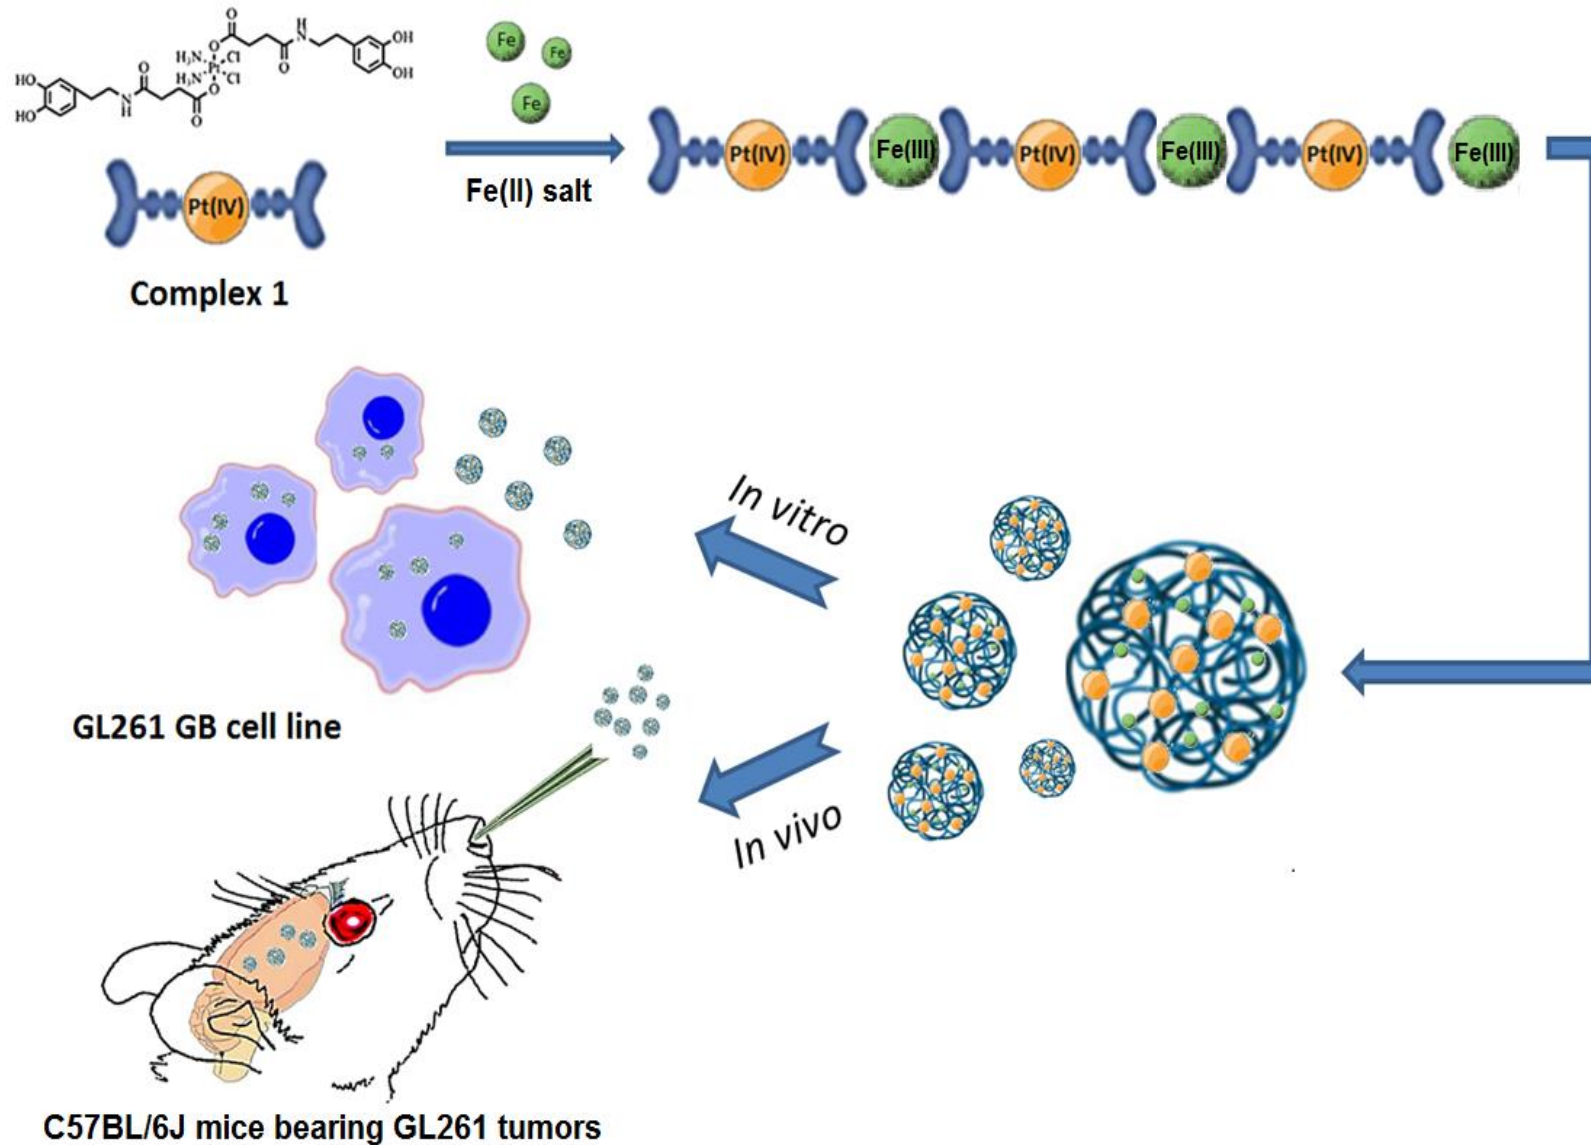 O
O
N
H
OH
H₃N
Cl
O
OH
Pt
HO
O
H₃N
Cl
HO
N
H
O
O
Fe
Fe
Fe
Fe(II) salt
Pt(IV)
Fe(III)
Pt(IV)
Fe(III)
Pt(IV)
Fe(III)
Pt(IV)
Complex 1
In vitro
GL261 GB cell line
In vivo
C57BL/6J mice bearing GL261 tumors